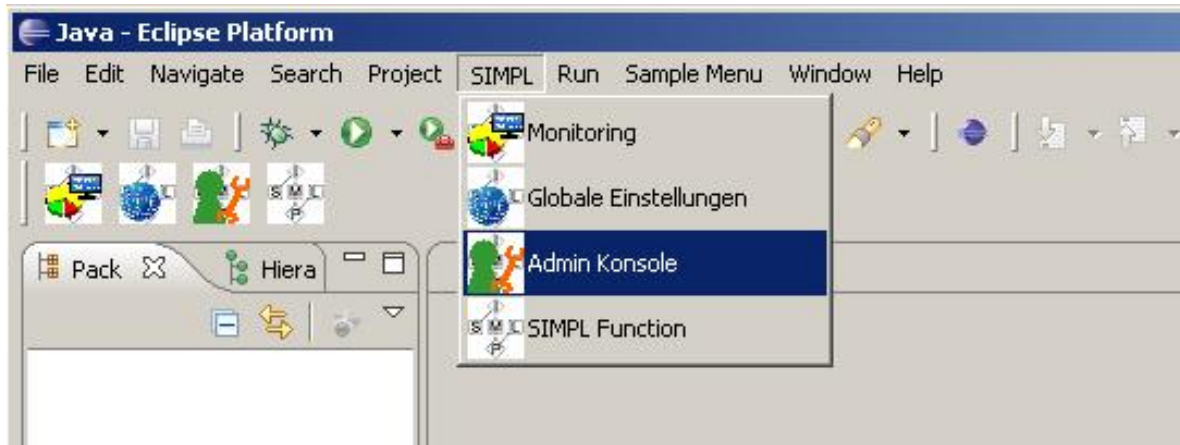 Java - Eclipse Platform
File Edit Navigate Search Project SIMPL Run Sample Menu Window Help
Monitoring
Globale Einstellungen
S M L P
Pack Hiera
Admin Konsole
S M L P SIMPL Function